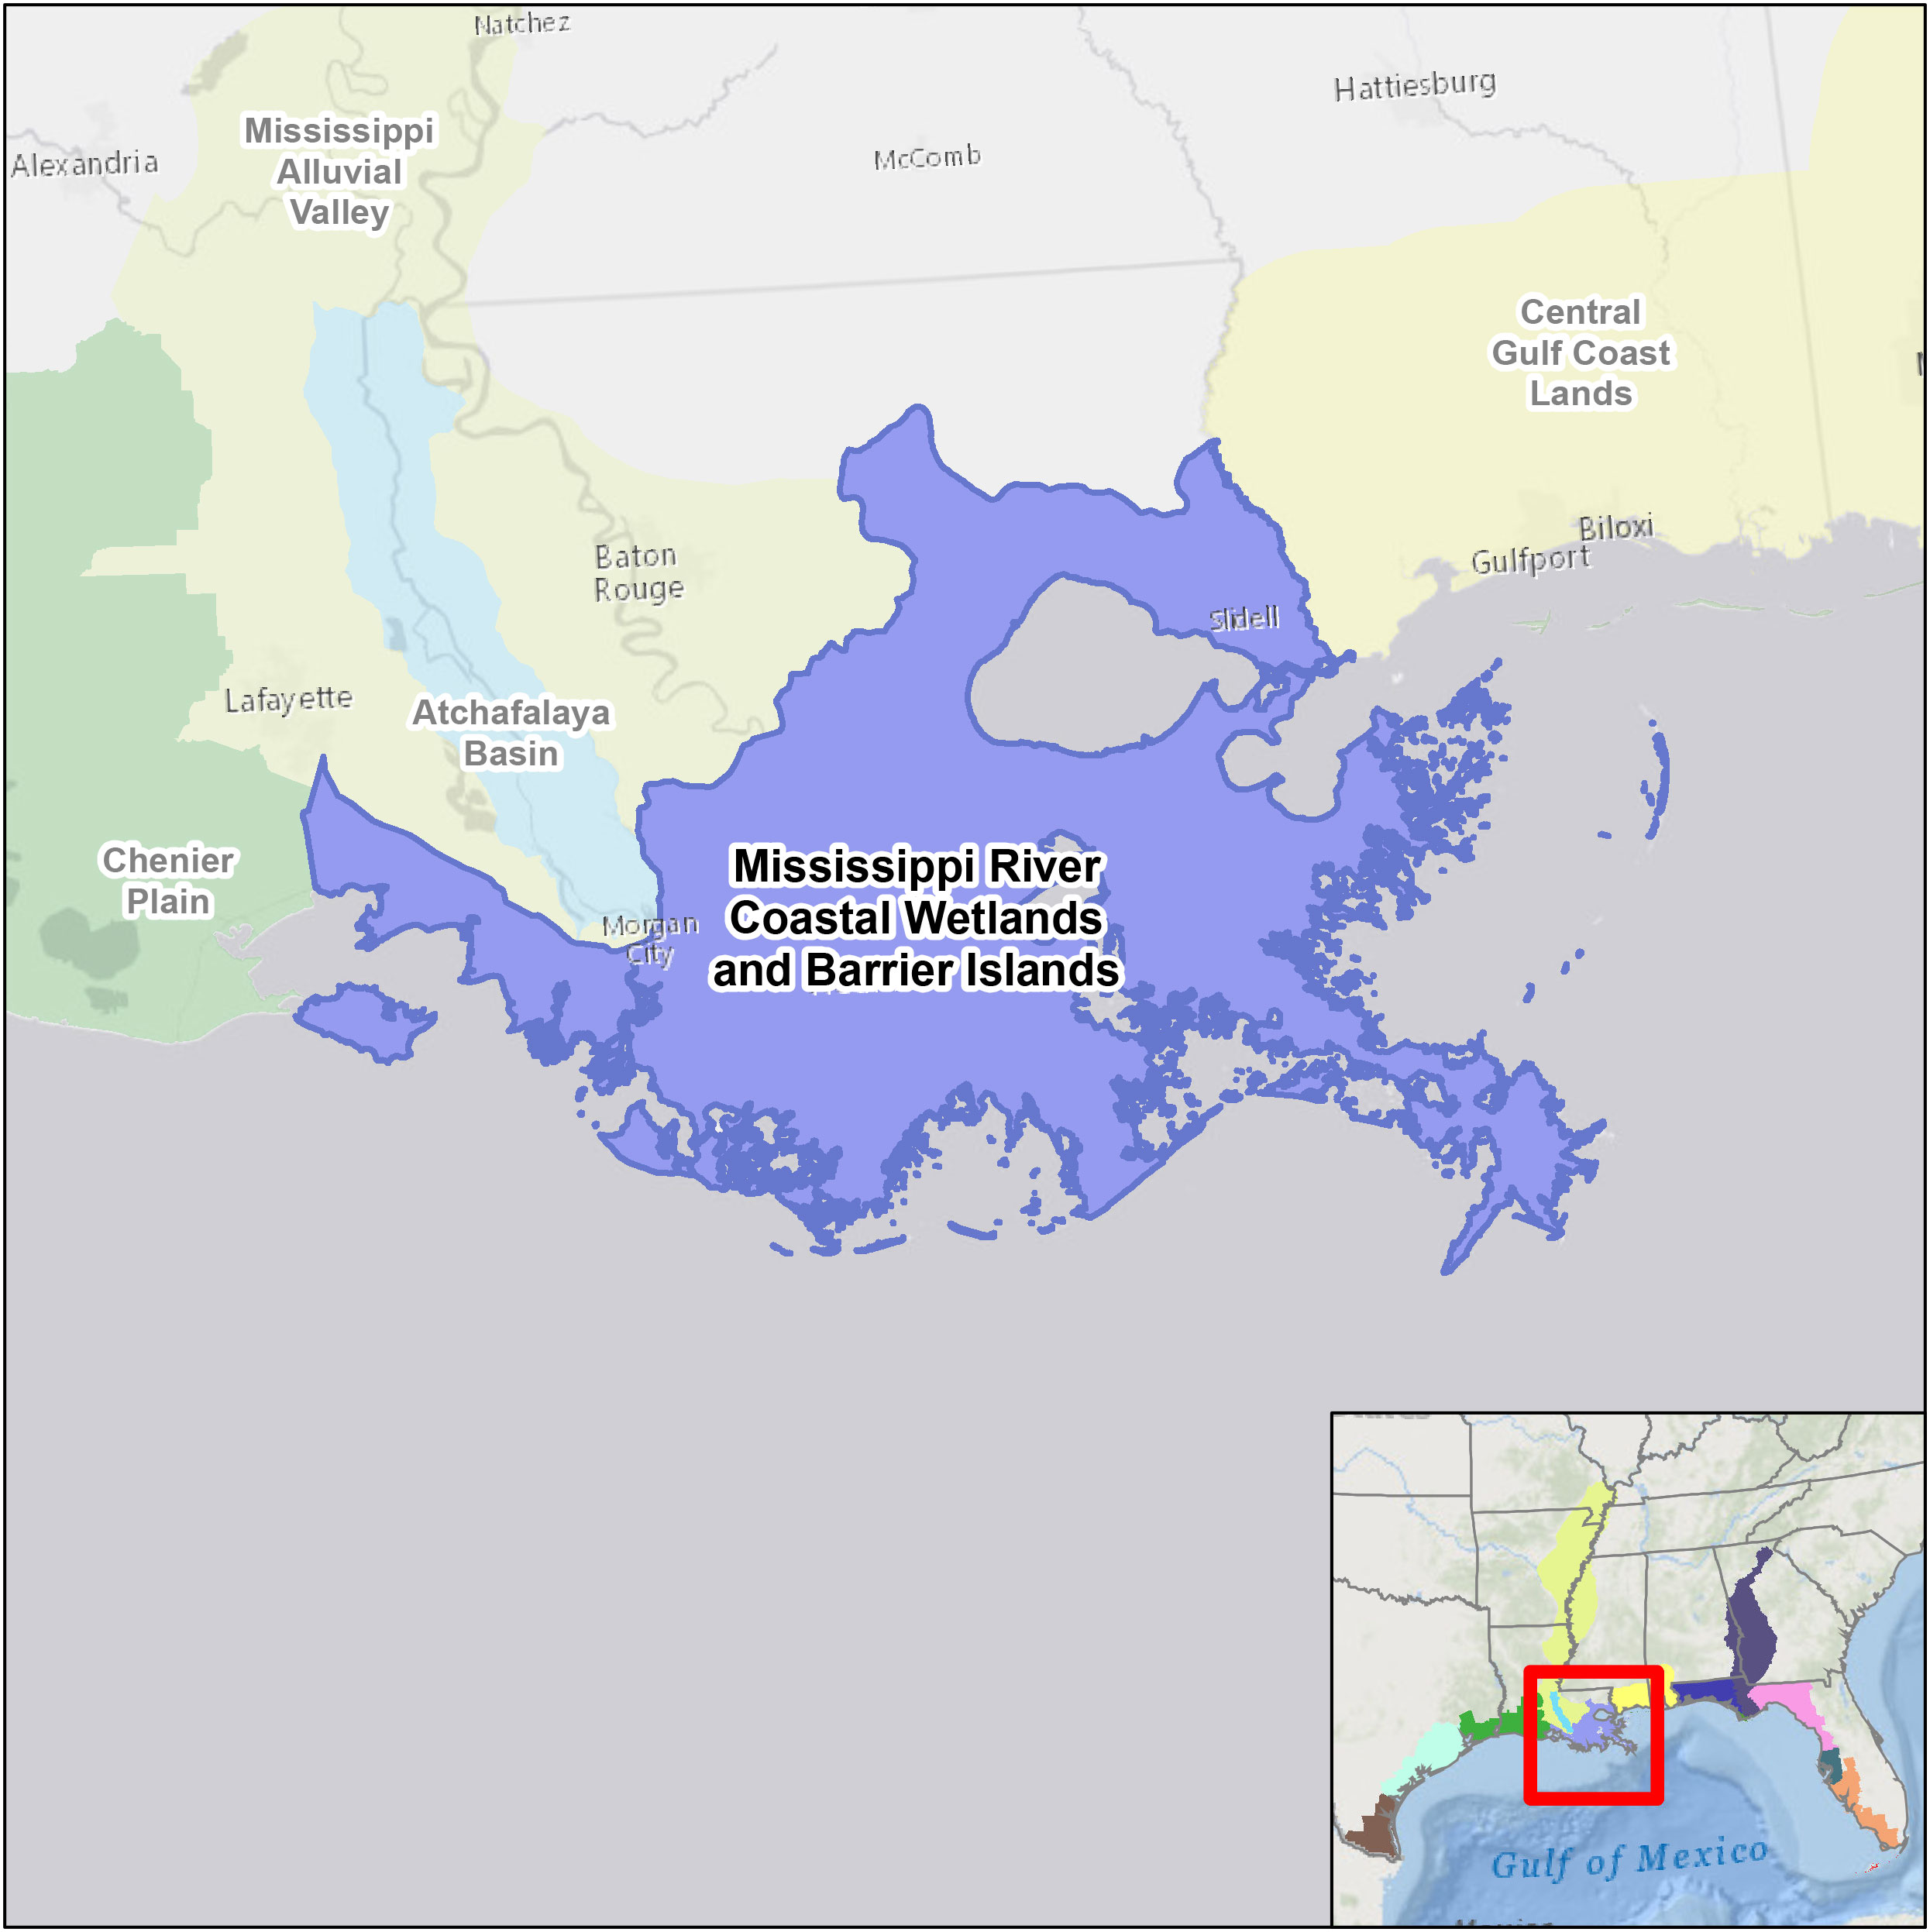 Natchez
Hattiesburg
Mississippi
Alluvial
Valley
Alexandria
McComb
Central
Gulf Coast
Lands
Biloxi
Gulfport
Baton
Rouge
Slidell
Lafayette
Atchafalaya
Basin
Chenier
Plain
Morgan
City
Mississippi River
Coastal Wetlands
and Barrier Islands
Gulf of Mexico